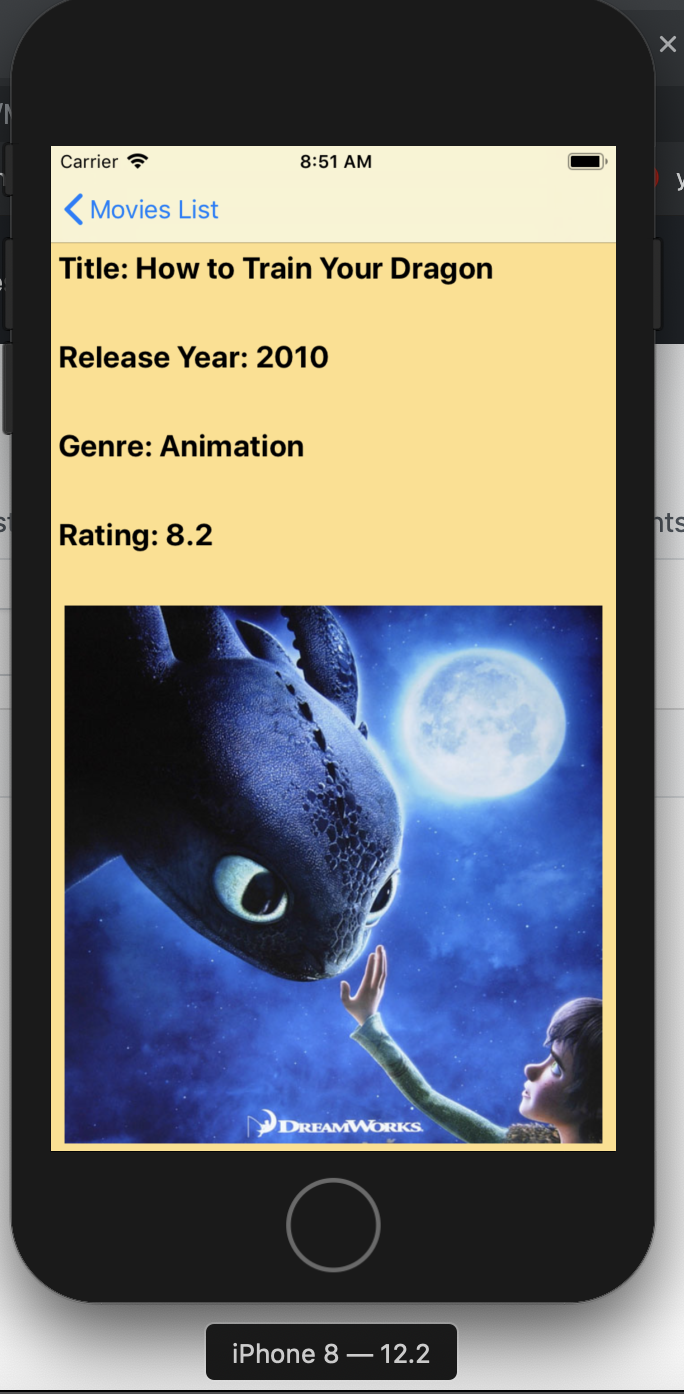 Carrier 8:51 AM
Movies List
Title: How to Train Your Dragon
Release Year: 2010
Genre: Animation
Rating: 8.2
DREAMWORKS
iPhone 8 — 12.2